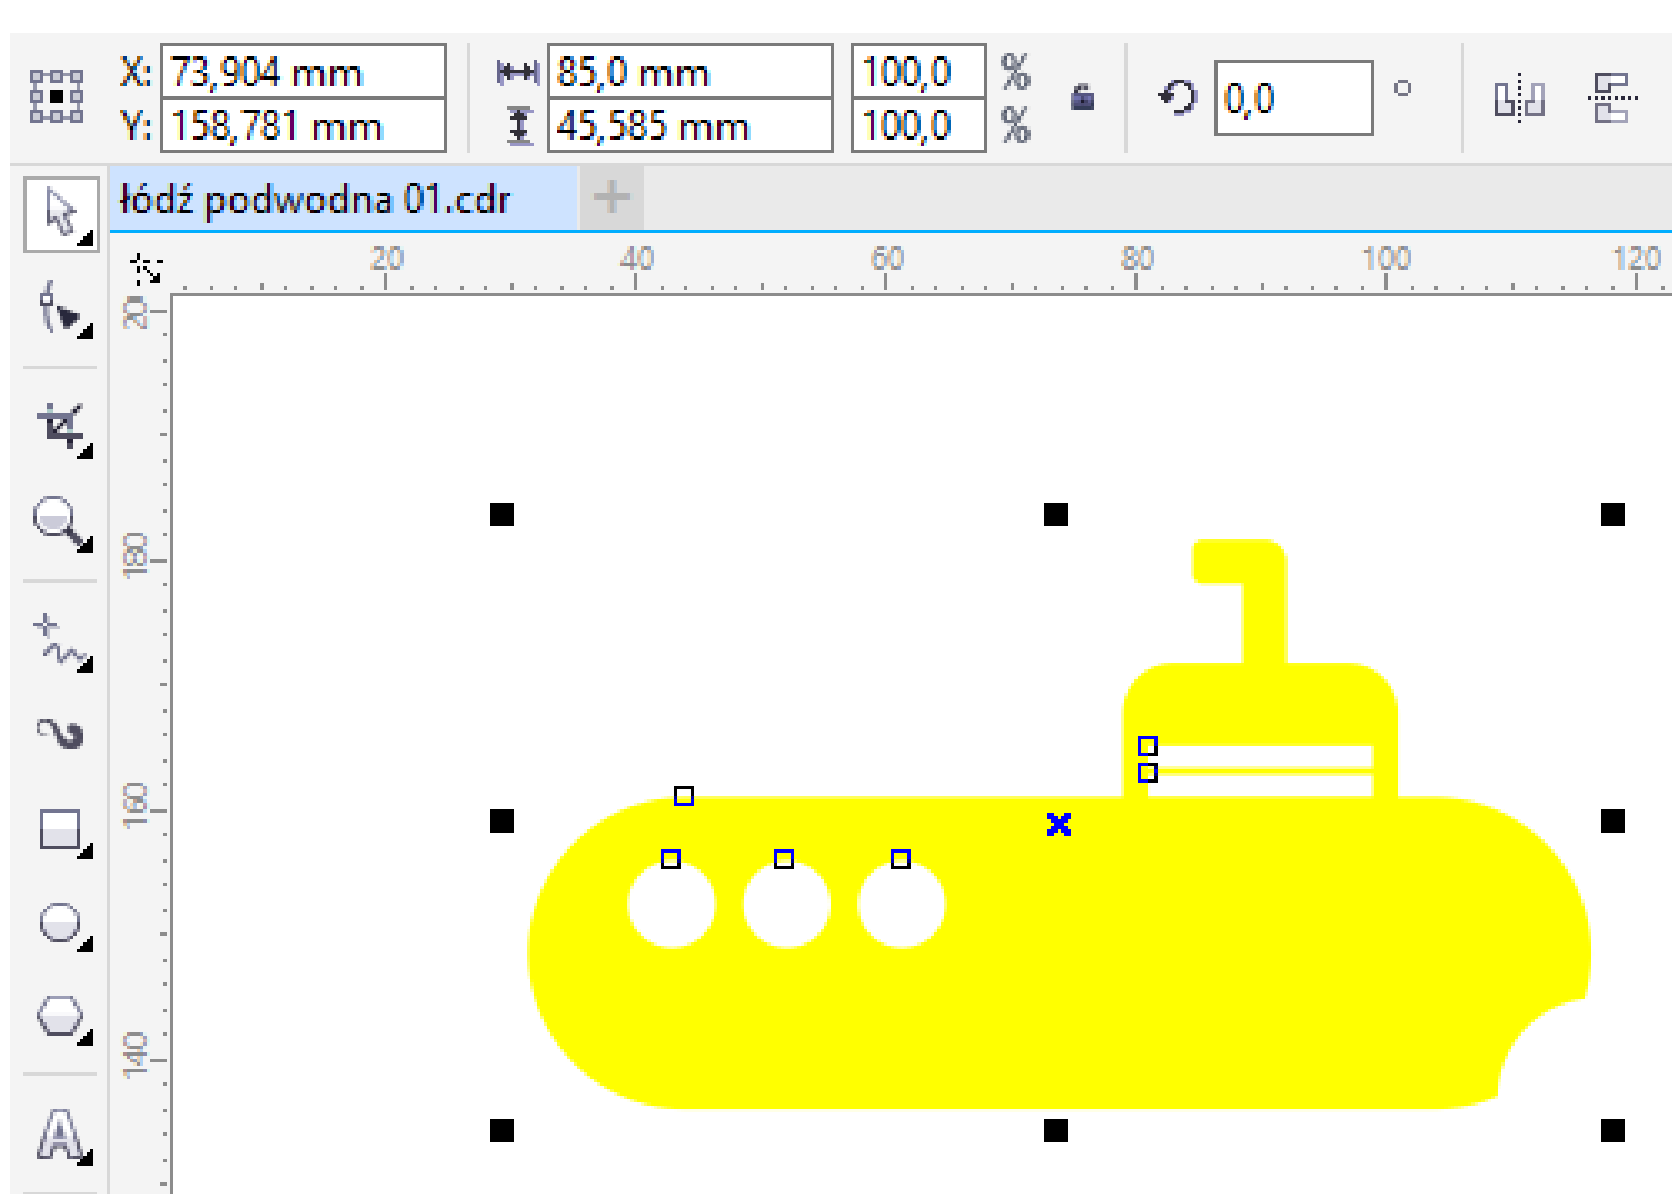 X: 73,904 mm 85,0 mm 100,0 %
Y: 158,781 mm 45,585 mm 100,0 %
0,0 °
łódź podwodna 01.cdr
20 40 60 80 100 120
20
180
160
140
A